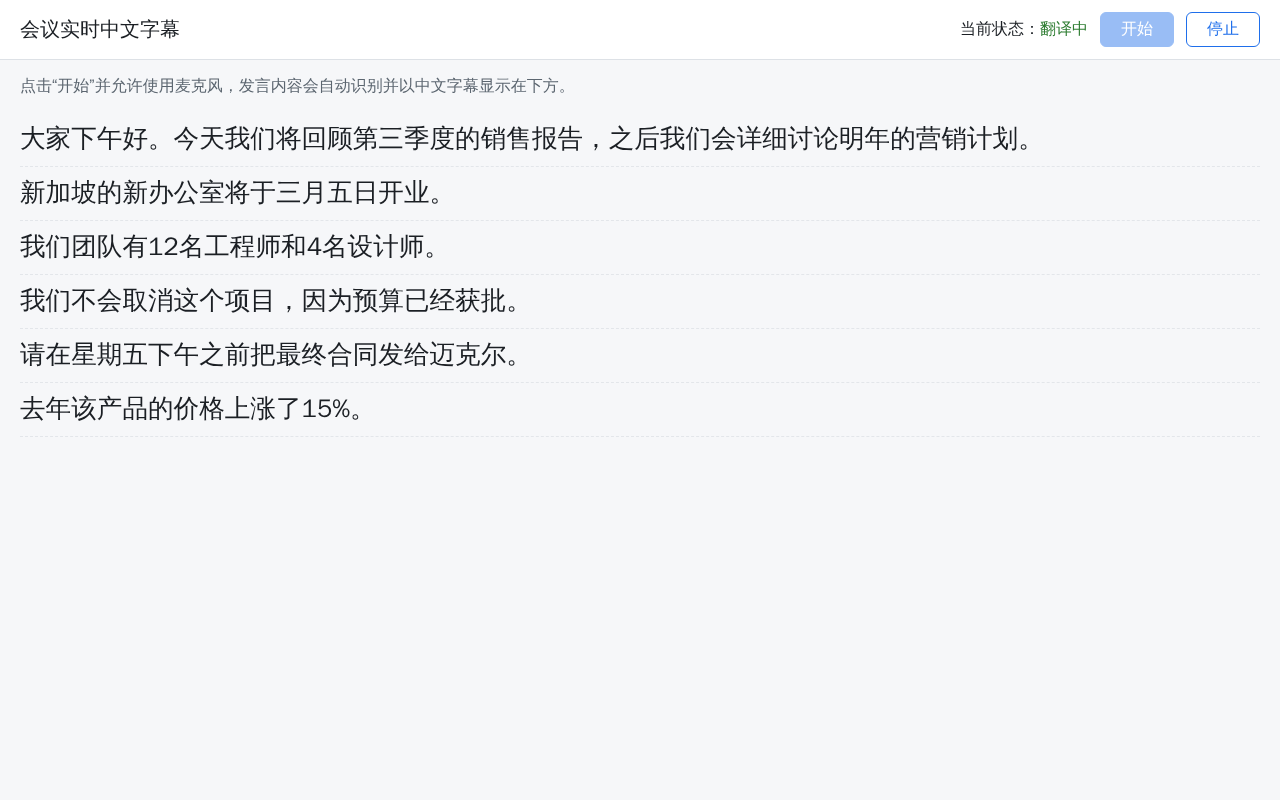 会议实时中文字幕
当前状态：翻译中
开始
停止
点击“开始”并允许使用麦克风，发言内容会自动识别并以中文字幕显示在下方。
大家下午好。今天我们将回顾第三季度的销售报告，之后我们会详细讨论明年的营销计划。
新加坡的新办公室将于三月五日开业。
我们团队有12名工程师和4名设计师。
我们不会取消这个项目，因为预算已经获批。
请在星期五下午之前把最终合同发给迈克尔。
去年该产品的价格上涨了15%。